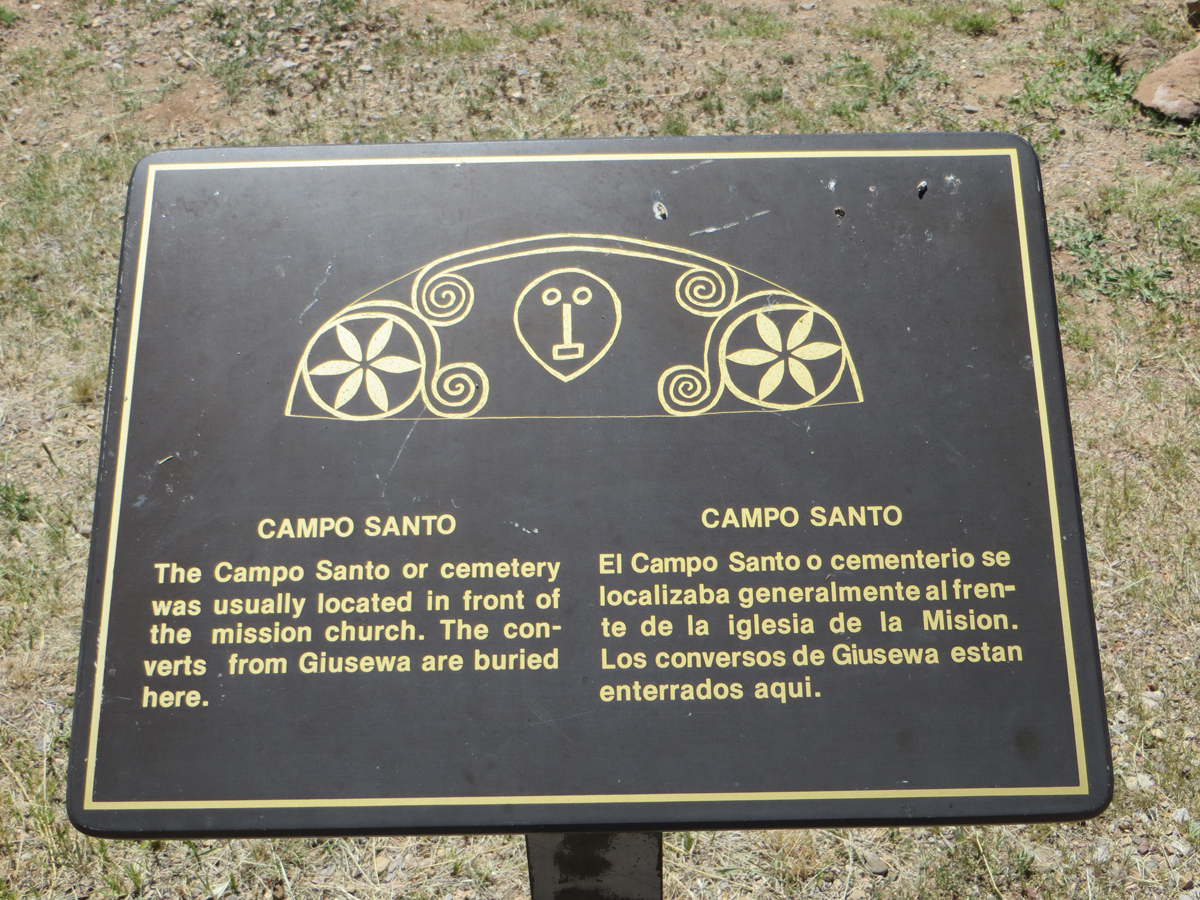 CAMPO SANTO
The Campo Santo or cemetery
was usually located in front of
the mission church. The con-
verts from Giusewa are buried
here.
CAMPO SANTO
El Campo Santo o cementerio se
localizaba generalmente al fren-
te de la iglesia de la Mision.
Los conversos de Giusewa estan
enterrados aqui.